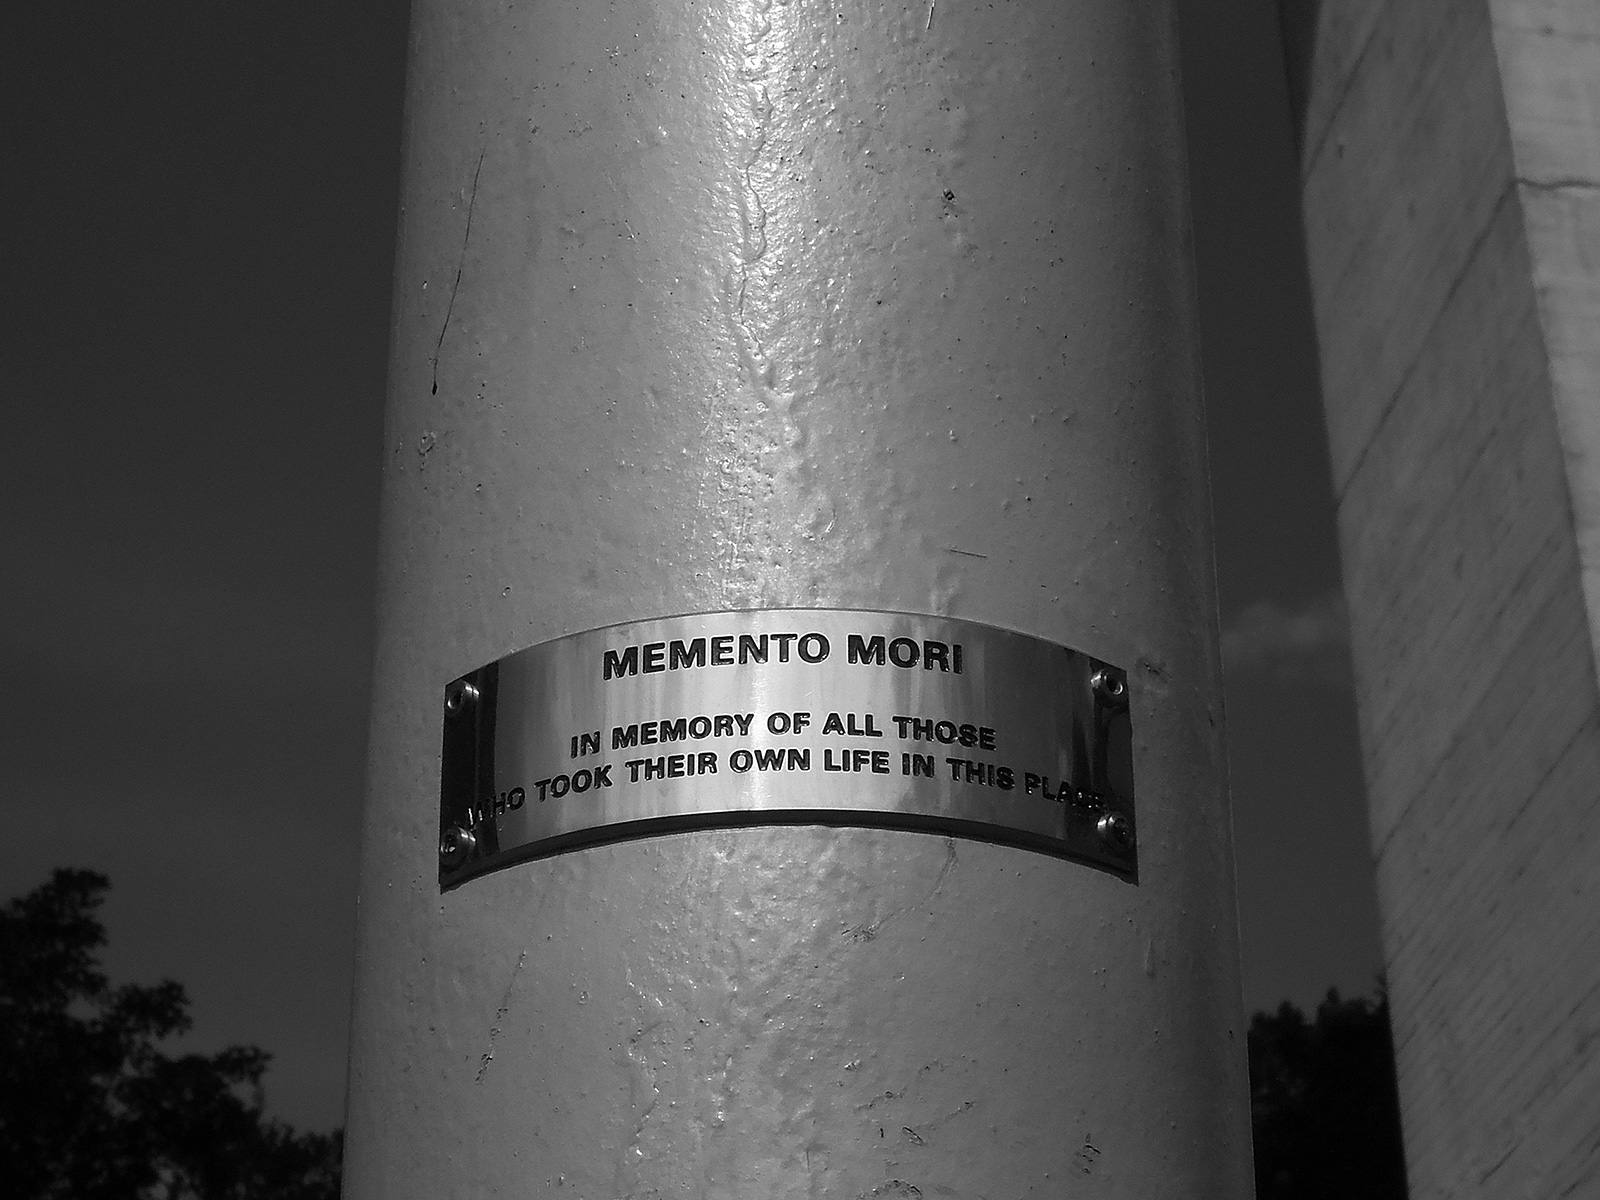 MEMENTO MORI
IN MEMORY OF ALL THOSE
WHO TOOK THEIR OWN LIFE IN THIS PLACE